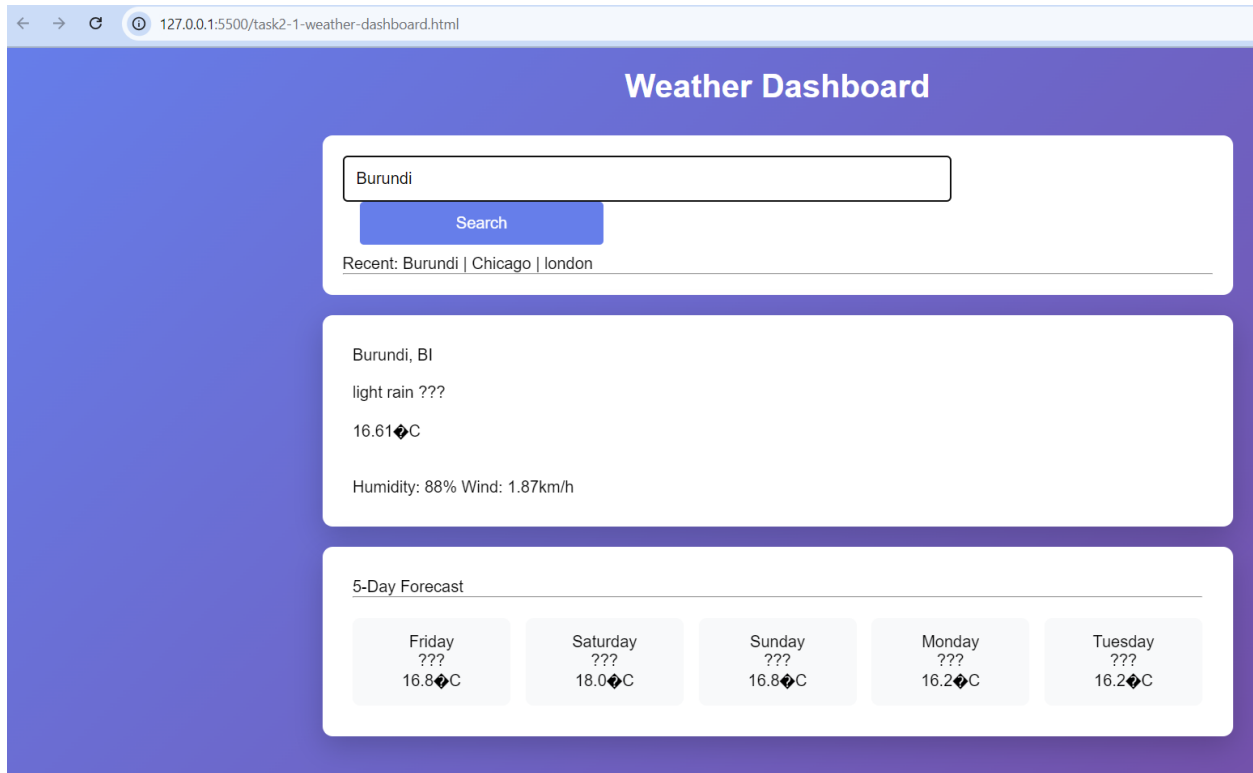 127.0.0.1:5500/task2-1-weather-dashboard.html
Weather Dashboard
Burundi
Search
Recent: Burundi | Chicago | london
Burundi, BI
light rain ???
16.61�C
Humidity: 88% Wind: 1.87km/h
5-Day Forecast
Friday Saturday Sunday Monday Tuesday
??? ??? ??? ??? ???
16.8�C 18.0�C 16.8�C 16.2�C 16.2�C